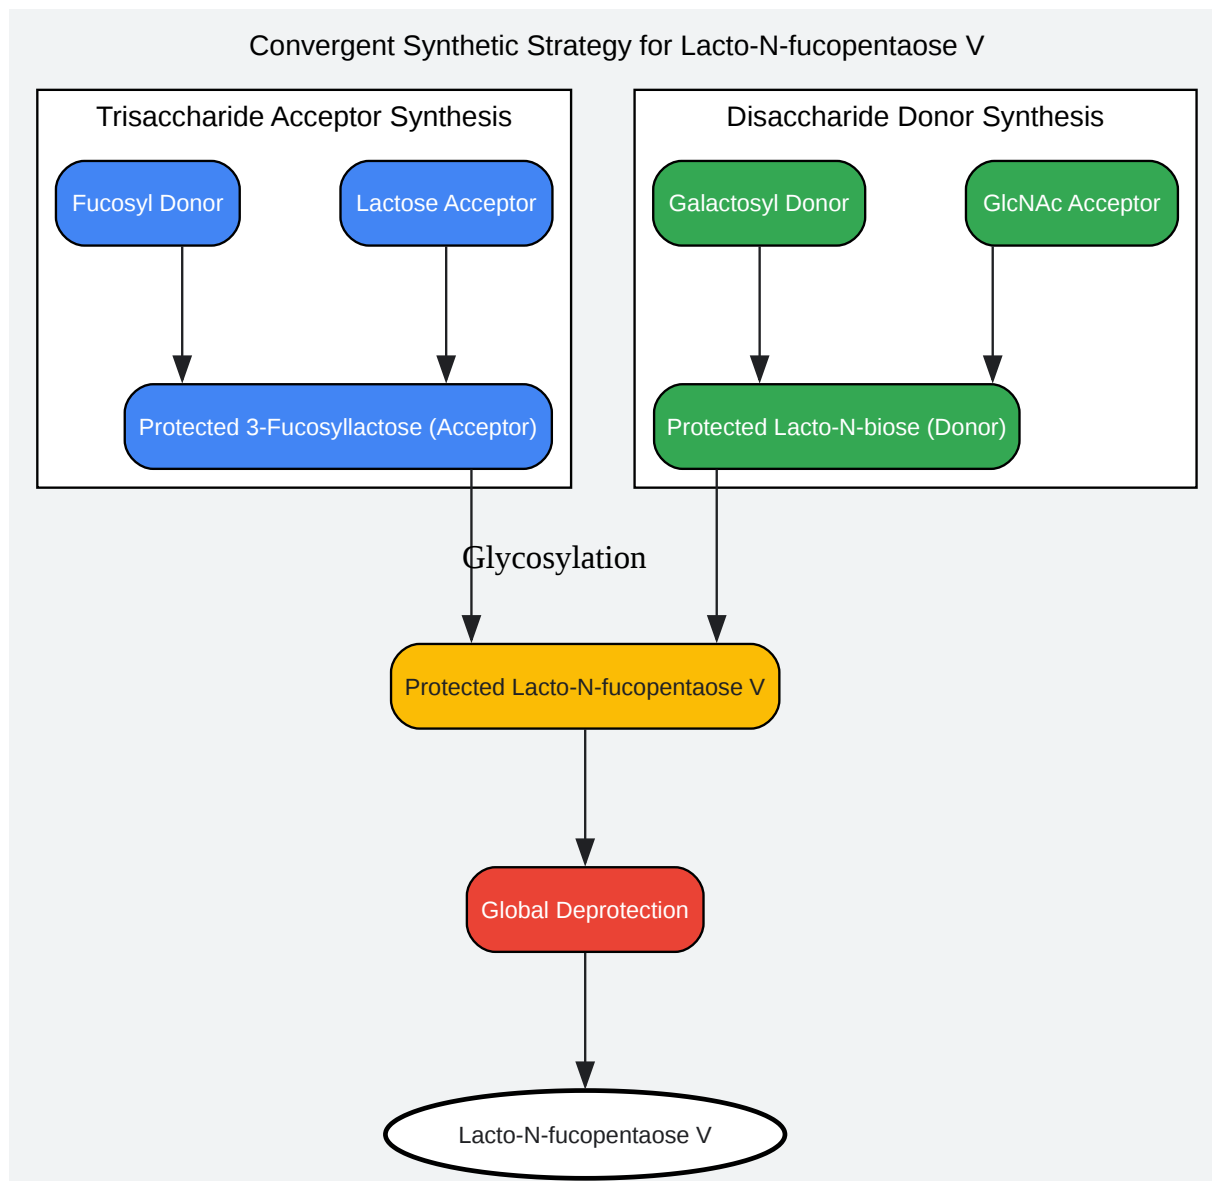 Convergent Synthetic Strategy for Lacto-N-fucopentaose V
Trisaccharide Acceptor Synthesis
Fucosyl Donor
Lactose Acceptor
Protected 3-Fucosyllactose (Acceptor)
Disaccharide Donor Synthesis
Galactosyl Donor
GlcNAc Acceptor
Protected Lacto-N-biose (Donor)
Glycosylation
Protected Lacto-N-fucopentaose V
Global Deprotection
Lacto-N-fucopentaose V